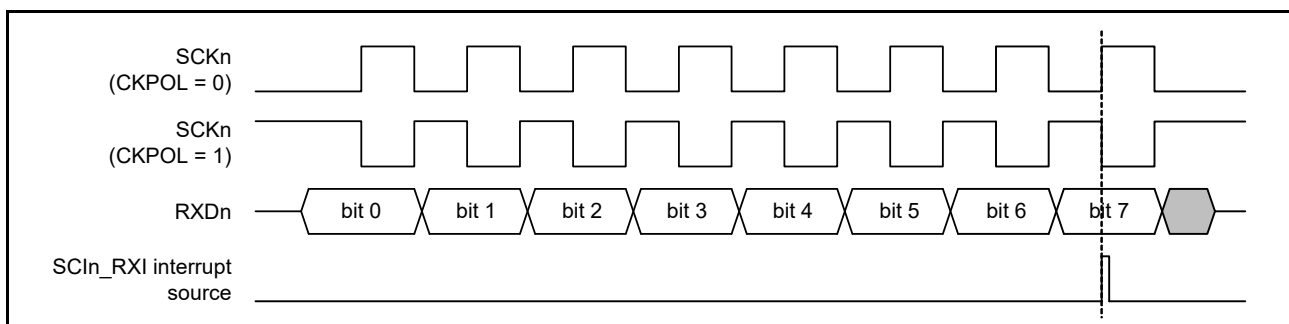 SCKn
(CKPOL = 0)
SCKn
(CKPOL = 1)
RXDn
bit 0 bit 1 bit 2 bit 3 bit 4 bit 5 bit 6 bit 7
SCIn_RXI interrupt
source